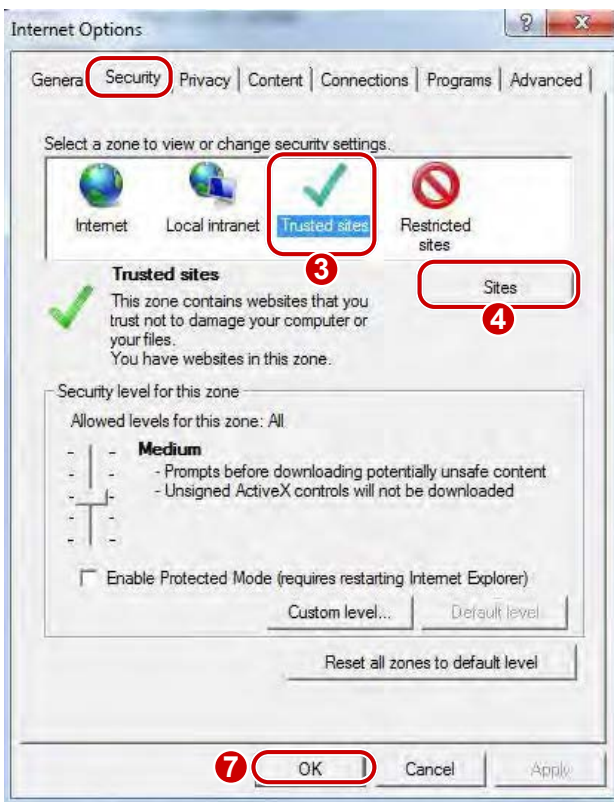 Internet Options
General Security Privacy Content Connections Programs Advanced
Select a zone to view or change security settings.
Internet Local intranet Trusted sites Restricted sites
3
Trusted sites
Sites
4
This zone contains websites that you
trust not to damage your computer or
your files.
You have websites in this zone.
Security level for this zone
Allowed levels for this zone: All
Medium
- Prompts before downloading potentially unsafe content
- Unsigned ActiveX controls will not be downloaded
Enable Protected Mode (requires restarting Internet Explorer)
Custom level... Default level
Reset all zones to default level
7 OK Cancel Apply